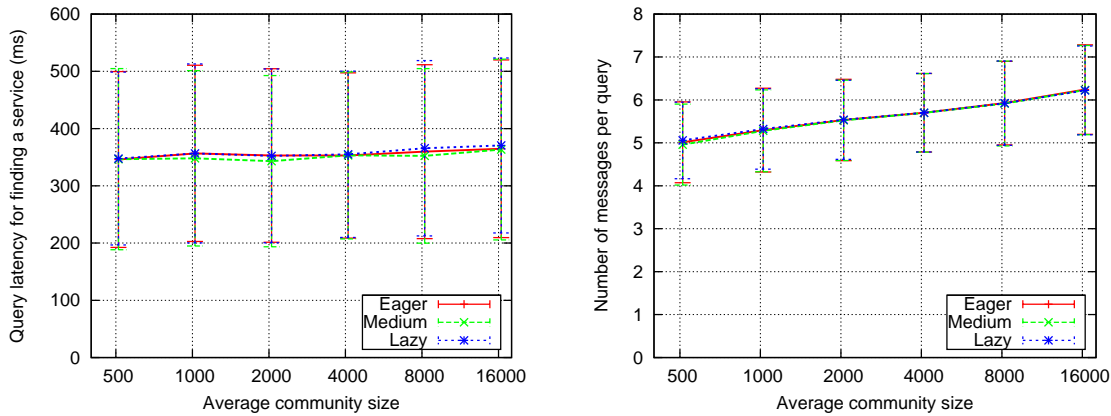 600
500
400
300
200
100
0
Query latency for finding a service (ms)
500 1000 2000 4000 8000 16000
Average community size
Eager
Medium
Lazy
8
7
6
5
4
3
2
1
0
Number of messages per query
500 1000 2000 4000 8000 16000
Average community size
Eager
Medium
Lazy